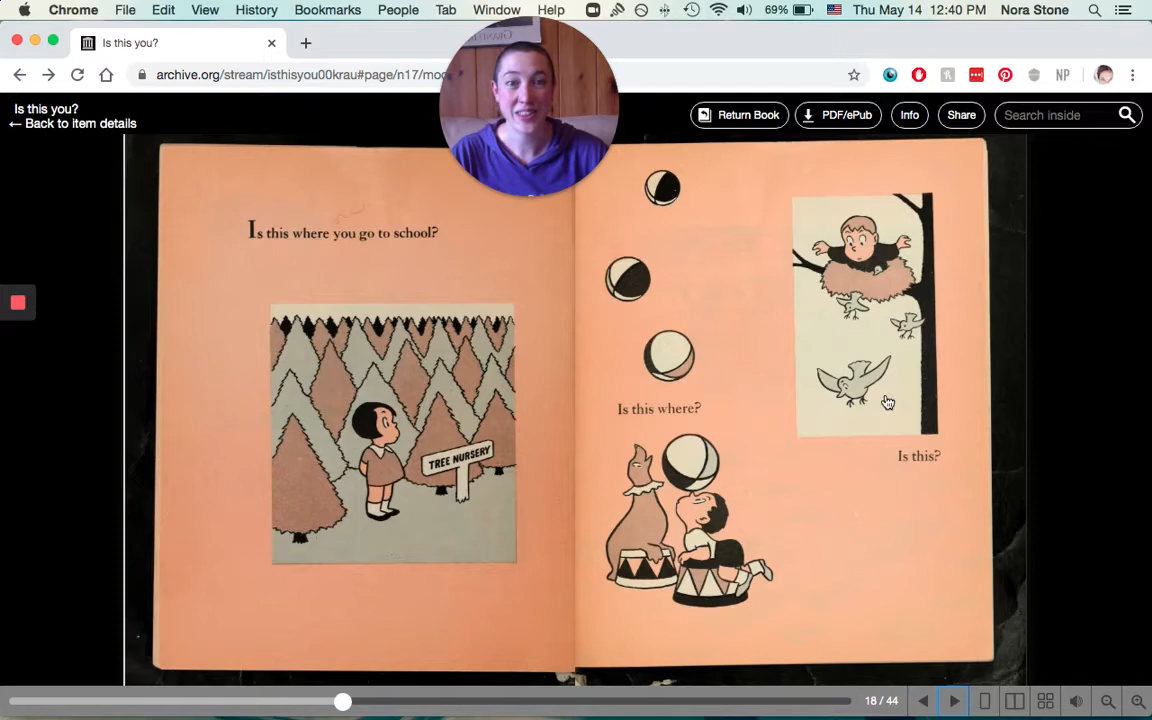 Chrome File Edit View History Bookmarks People Tab Window Help 69% Thu May 14 12:40 PM Nora Stone
Is this you?
archive.org/stream/isthisyou00krau#page/n17/mod
NP
Is this you?
← Back to item details
Return Book PDF/ePub Info Share Search inside
Is this where you go to school?
TREE NURSERY
Is this where?
Is this?
18 / 44